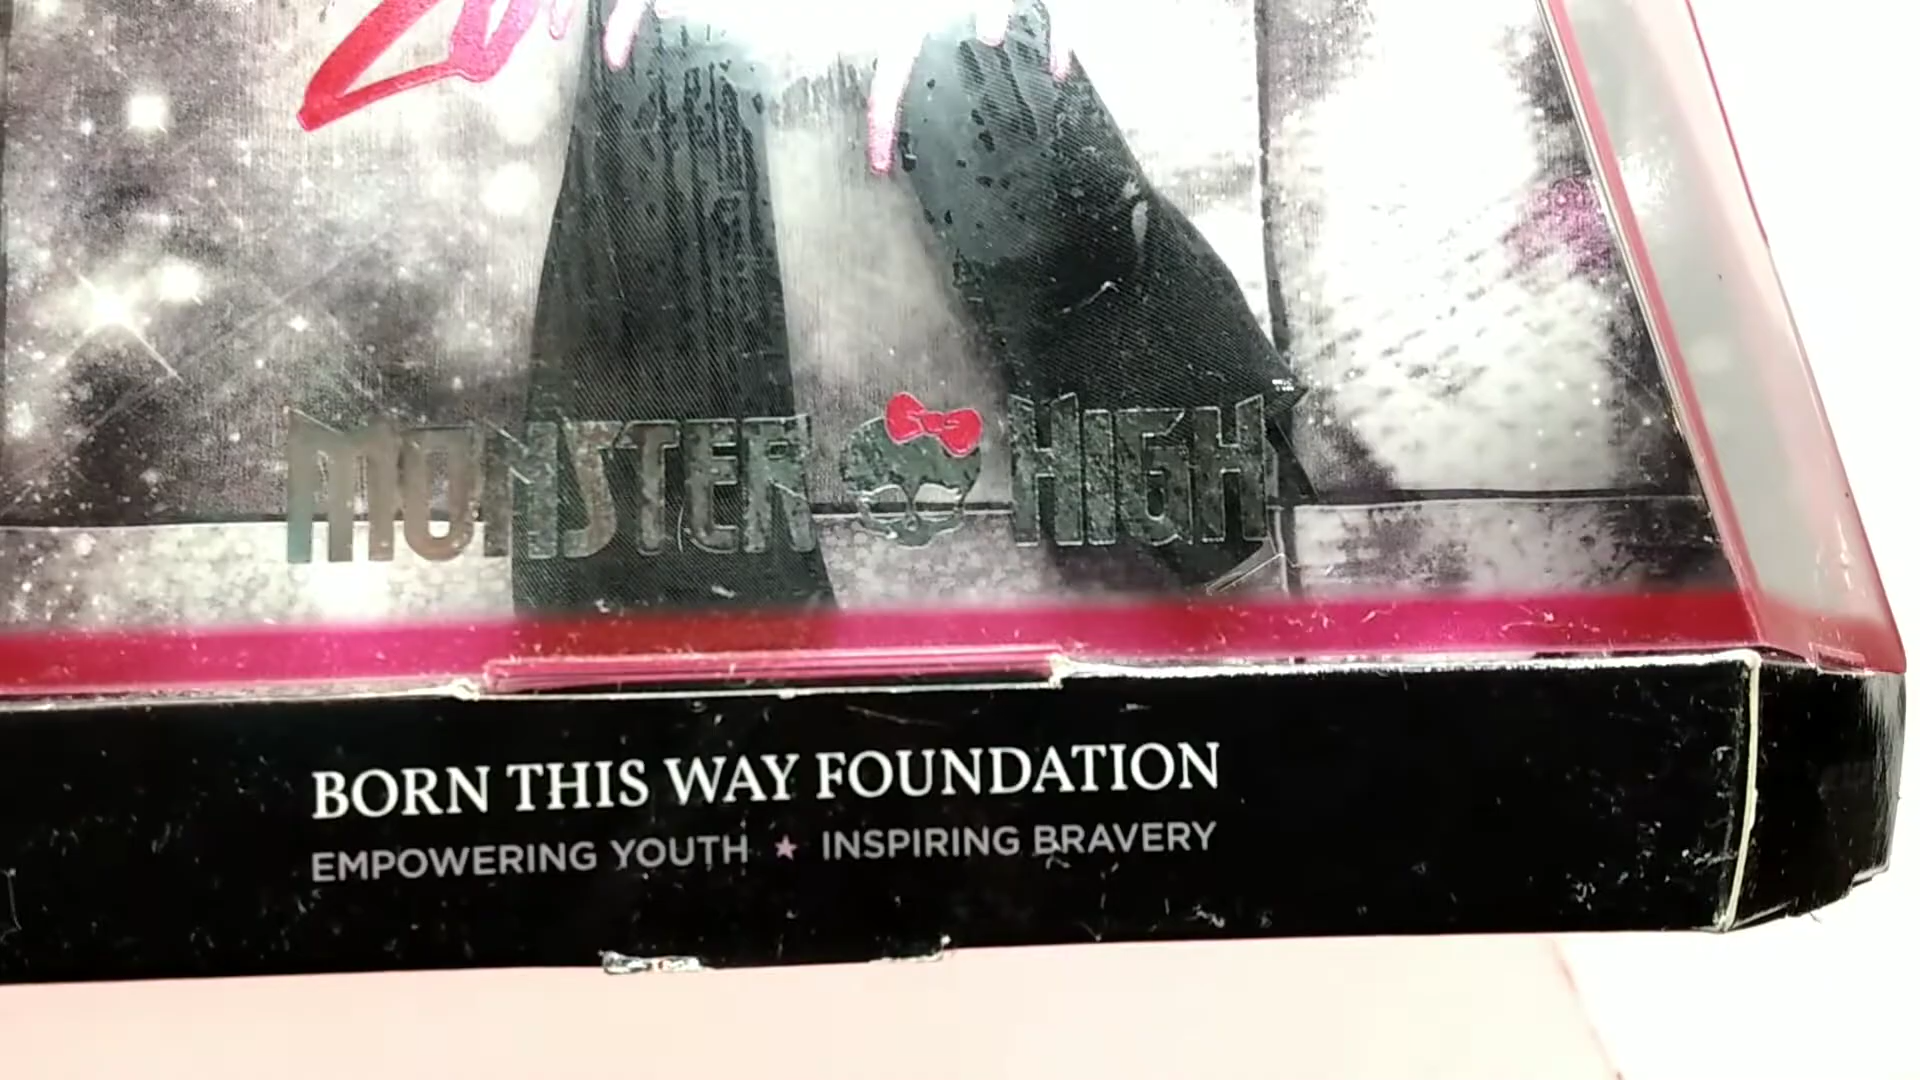 MONSTER HIGH
BORN THIS WAY FOUNDATION
EMPOWERING YOUTH ★ INSPIRING BRAVERY